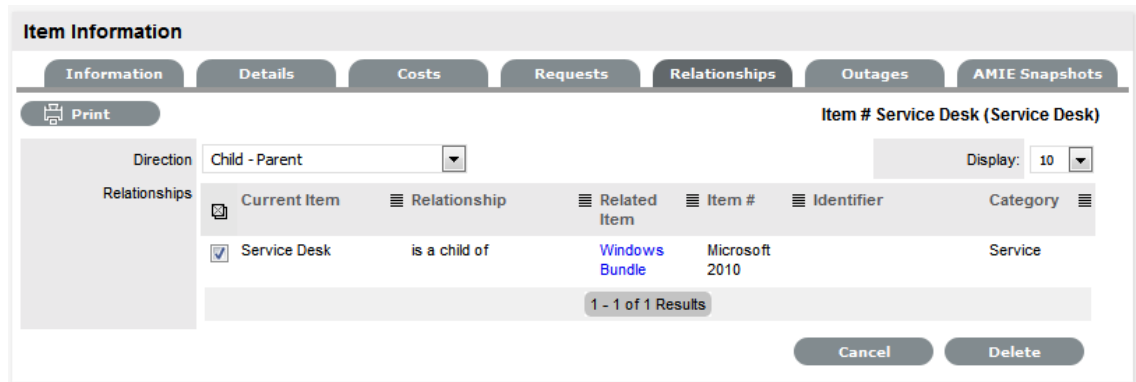 Item Information
Information Details Costs Requests Relationships Outages AMIE Snapshots
Print Item # Service Desk (Service Desk)
Direction Child - Parent Display: 10
Relationships Current Item Relationship Related Item # Identifier Category
Item
Service Desk is a child of Windows Microsoft Service
Bundle 2010
1 - 1 of 1 Results
Cancel Delete